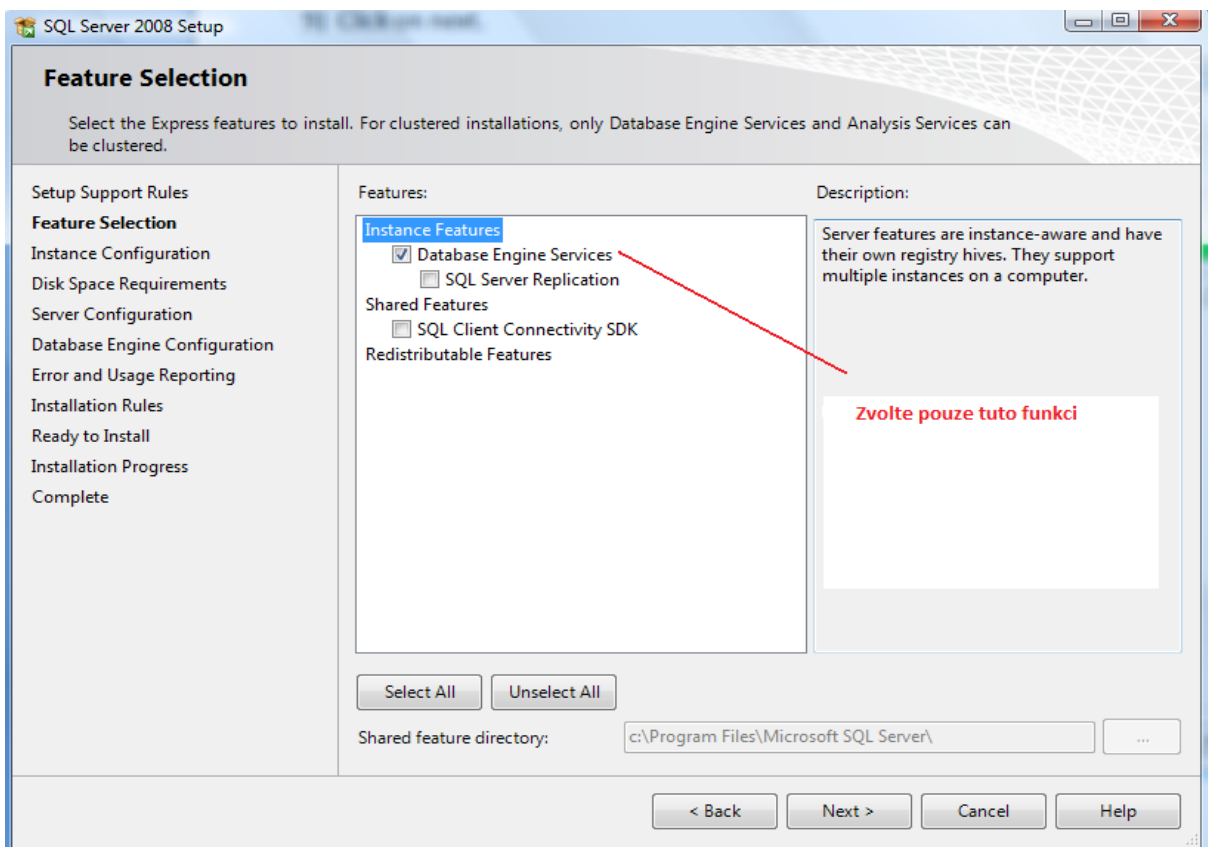 9) Click on next.
SQL Server 2008 Setup
Feature Selection
Select the Express features to install. For clustered installations, only Database Engine Services and Analysis Services can
be clustered.
Setup Support Rules
Feature Selection
Instance Configuration
Disk Space Requirements
Server Configuration
Database Engine Configuration
Error and Usage Reporting
Installation Rules
Ready to Install
Installation Progress
Complete
Features:
Instance Features
Database Engine Services
SQL Server Replication
Shared Features
SQL Client Connectivity SDK
Redistributable Features
Description:
Server features are instance-aware and have
their own registry hives. They support
multiple instances on a computer.
Zvolte pouze tuto funkci
Select All
Unselect All
Shared feature directory:
c:\Program Files\Microsoft SQL Server\
...
< Back
Next >
Cancel
Help